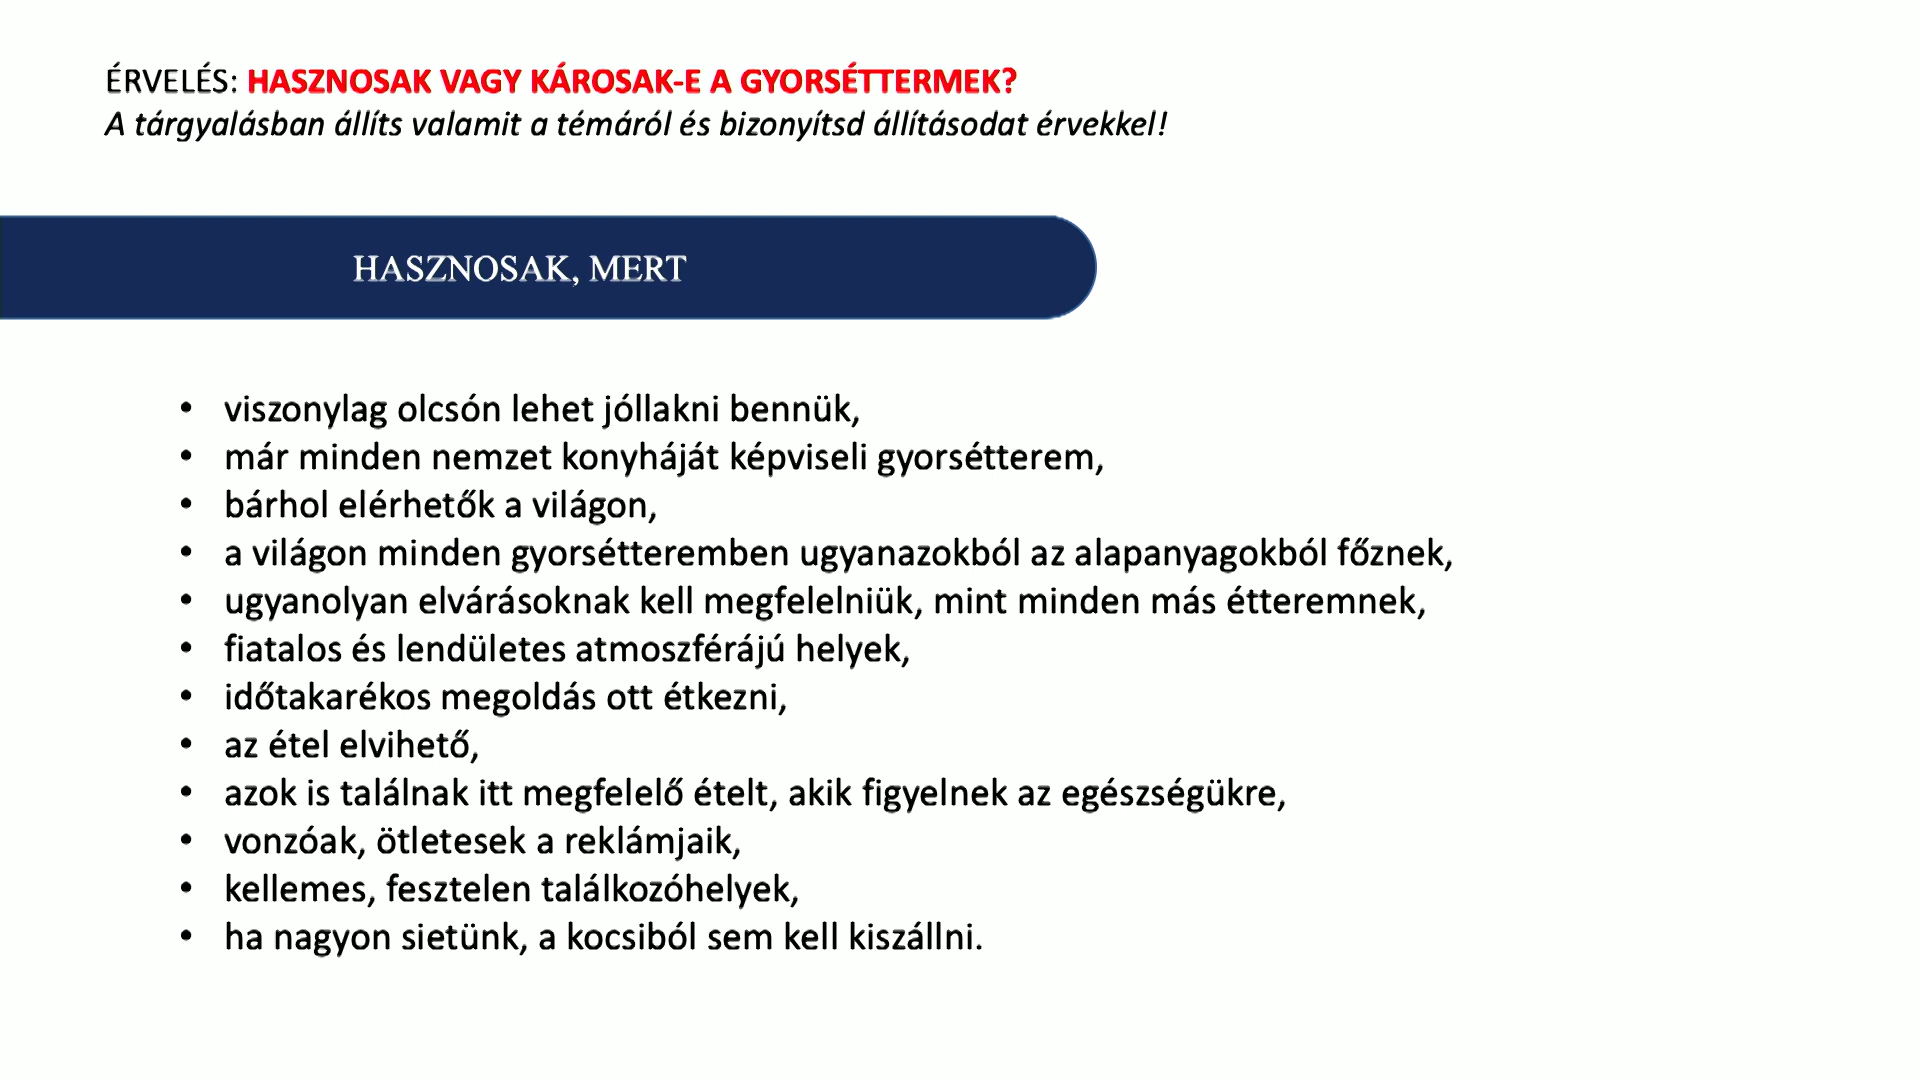 ÉRVELÉS: HASZNOSAK VAGY KÁROSAK-E A GYORSÉTTERMEK?
A tárgyalásban állíts valamit a témáról és bizonyítsd állításodat érvekkel!
HASZNOSAK, MERT
• viszonylag olcsón lehet jóllakni bennük,
• már minden nemzet konyháját képviseli gyorsétterem,
• bárhol elérhetők a világon,
• a világon minden gyorsétteremben ugyanazokból az alapanyagokból főznek,
• ugyanolyan elvárásoknak kell megfelelniük, mint minden más étteremnek,
• fiatalos és lendületes atmoszférájú helyek,
• időtakarékos megoldás ott étkezni,
• az étel elvihető,
• azok is találnak itt megfelelő ételt, akik figyelnek az egészségükre,
• vonzóak, ötletesek a reklámjaik,
• kellemes, fesztelen találkozóhelyek,
• ha nagyon sietünk, a kocsiból sem kell kiszállni.